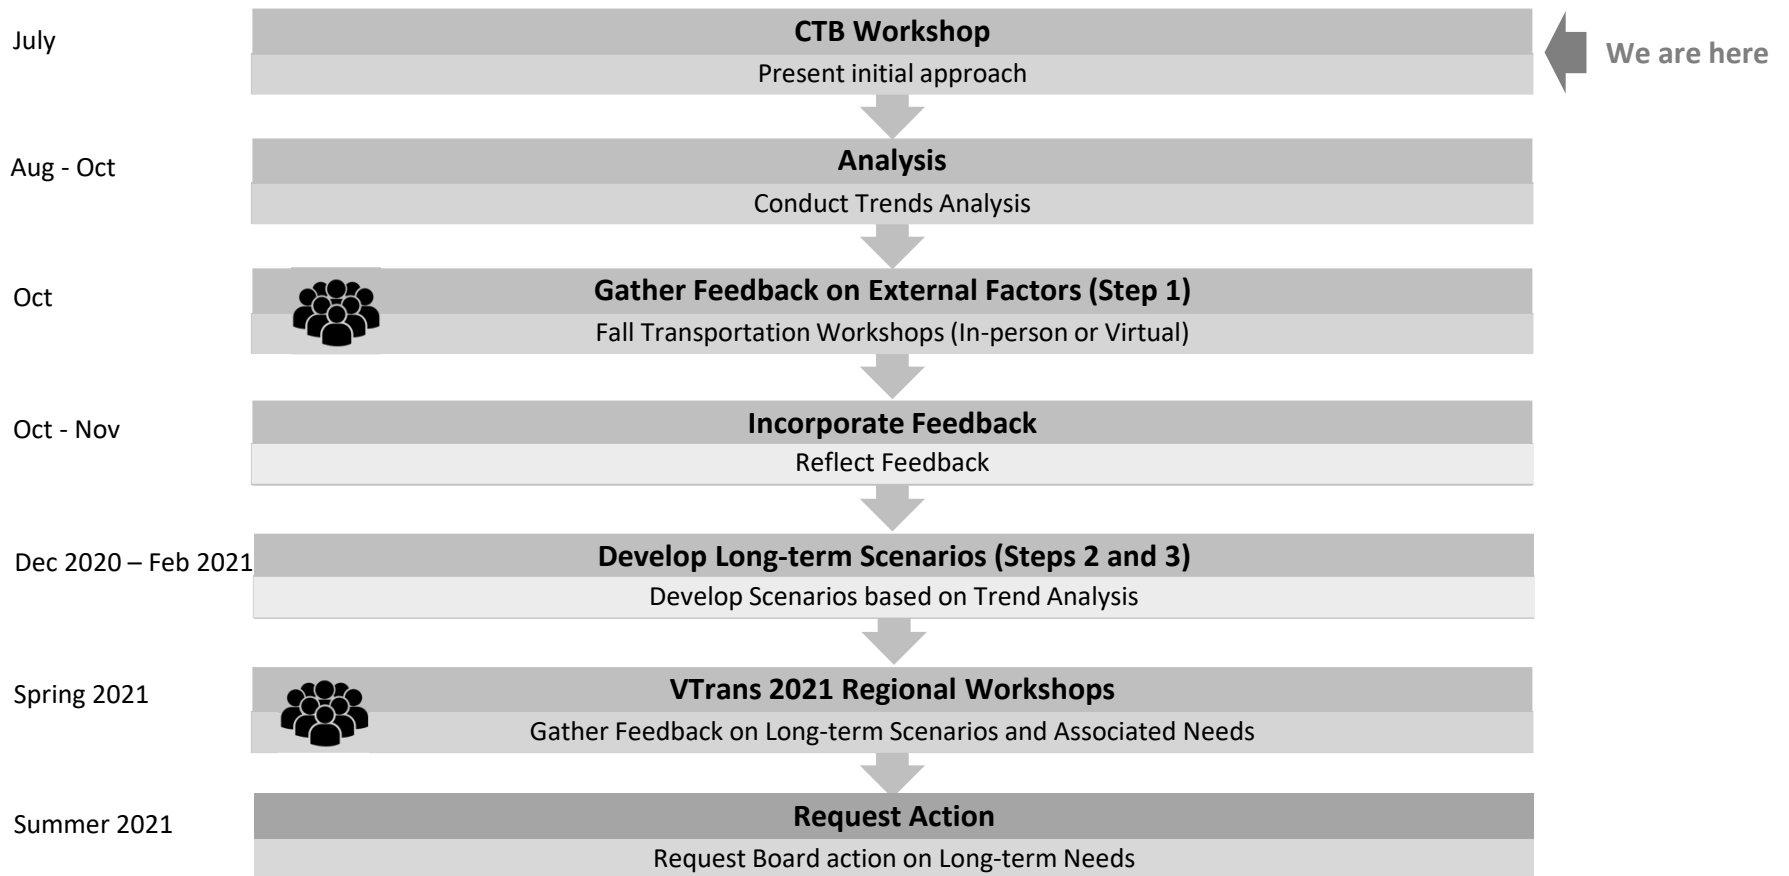 July
CTB Workshop
Present initial approach
We are here
Aug - Oct
Analysis
Conduct Trends Analysis
Oct
Gather Feedback on External Factors (Step 1)
Fall Transportation Workshops (In-person or Virtual)
Oct - Nov
Incorporate Feedback
Reflect Feedback
Dec 2020 – Feb 2021
Develop Long-term Scenarios (Steps 2 and 3)
Develop Scenarios based on Trend Analysis
Spring 2021
VTrans 2021 Regional Workshops
Gather Feedback on Long-term Scenarios and Associated Needs
Summer 2021
Request Action
Request Board action on Long-term Needs